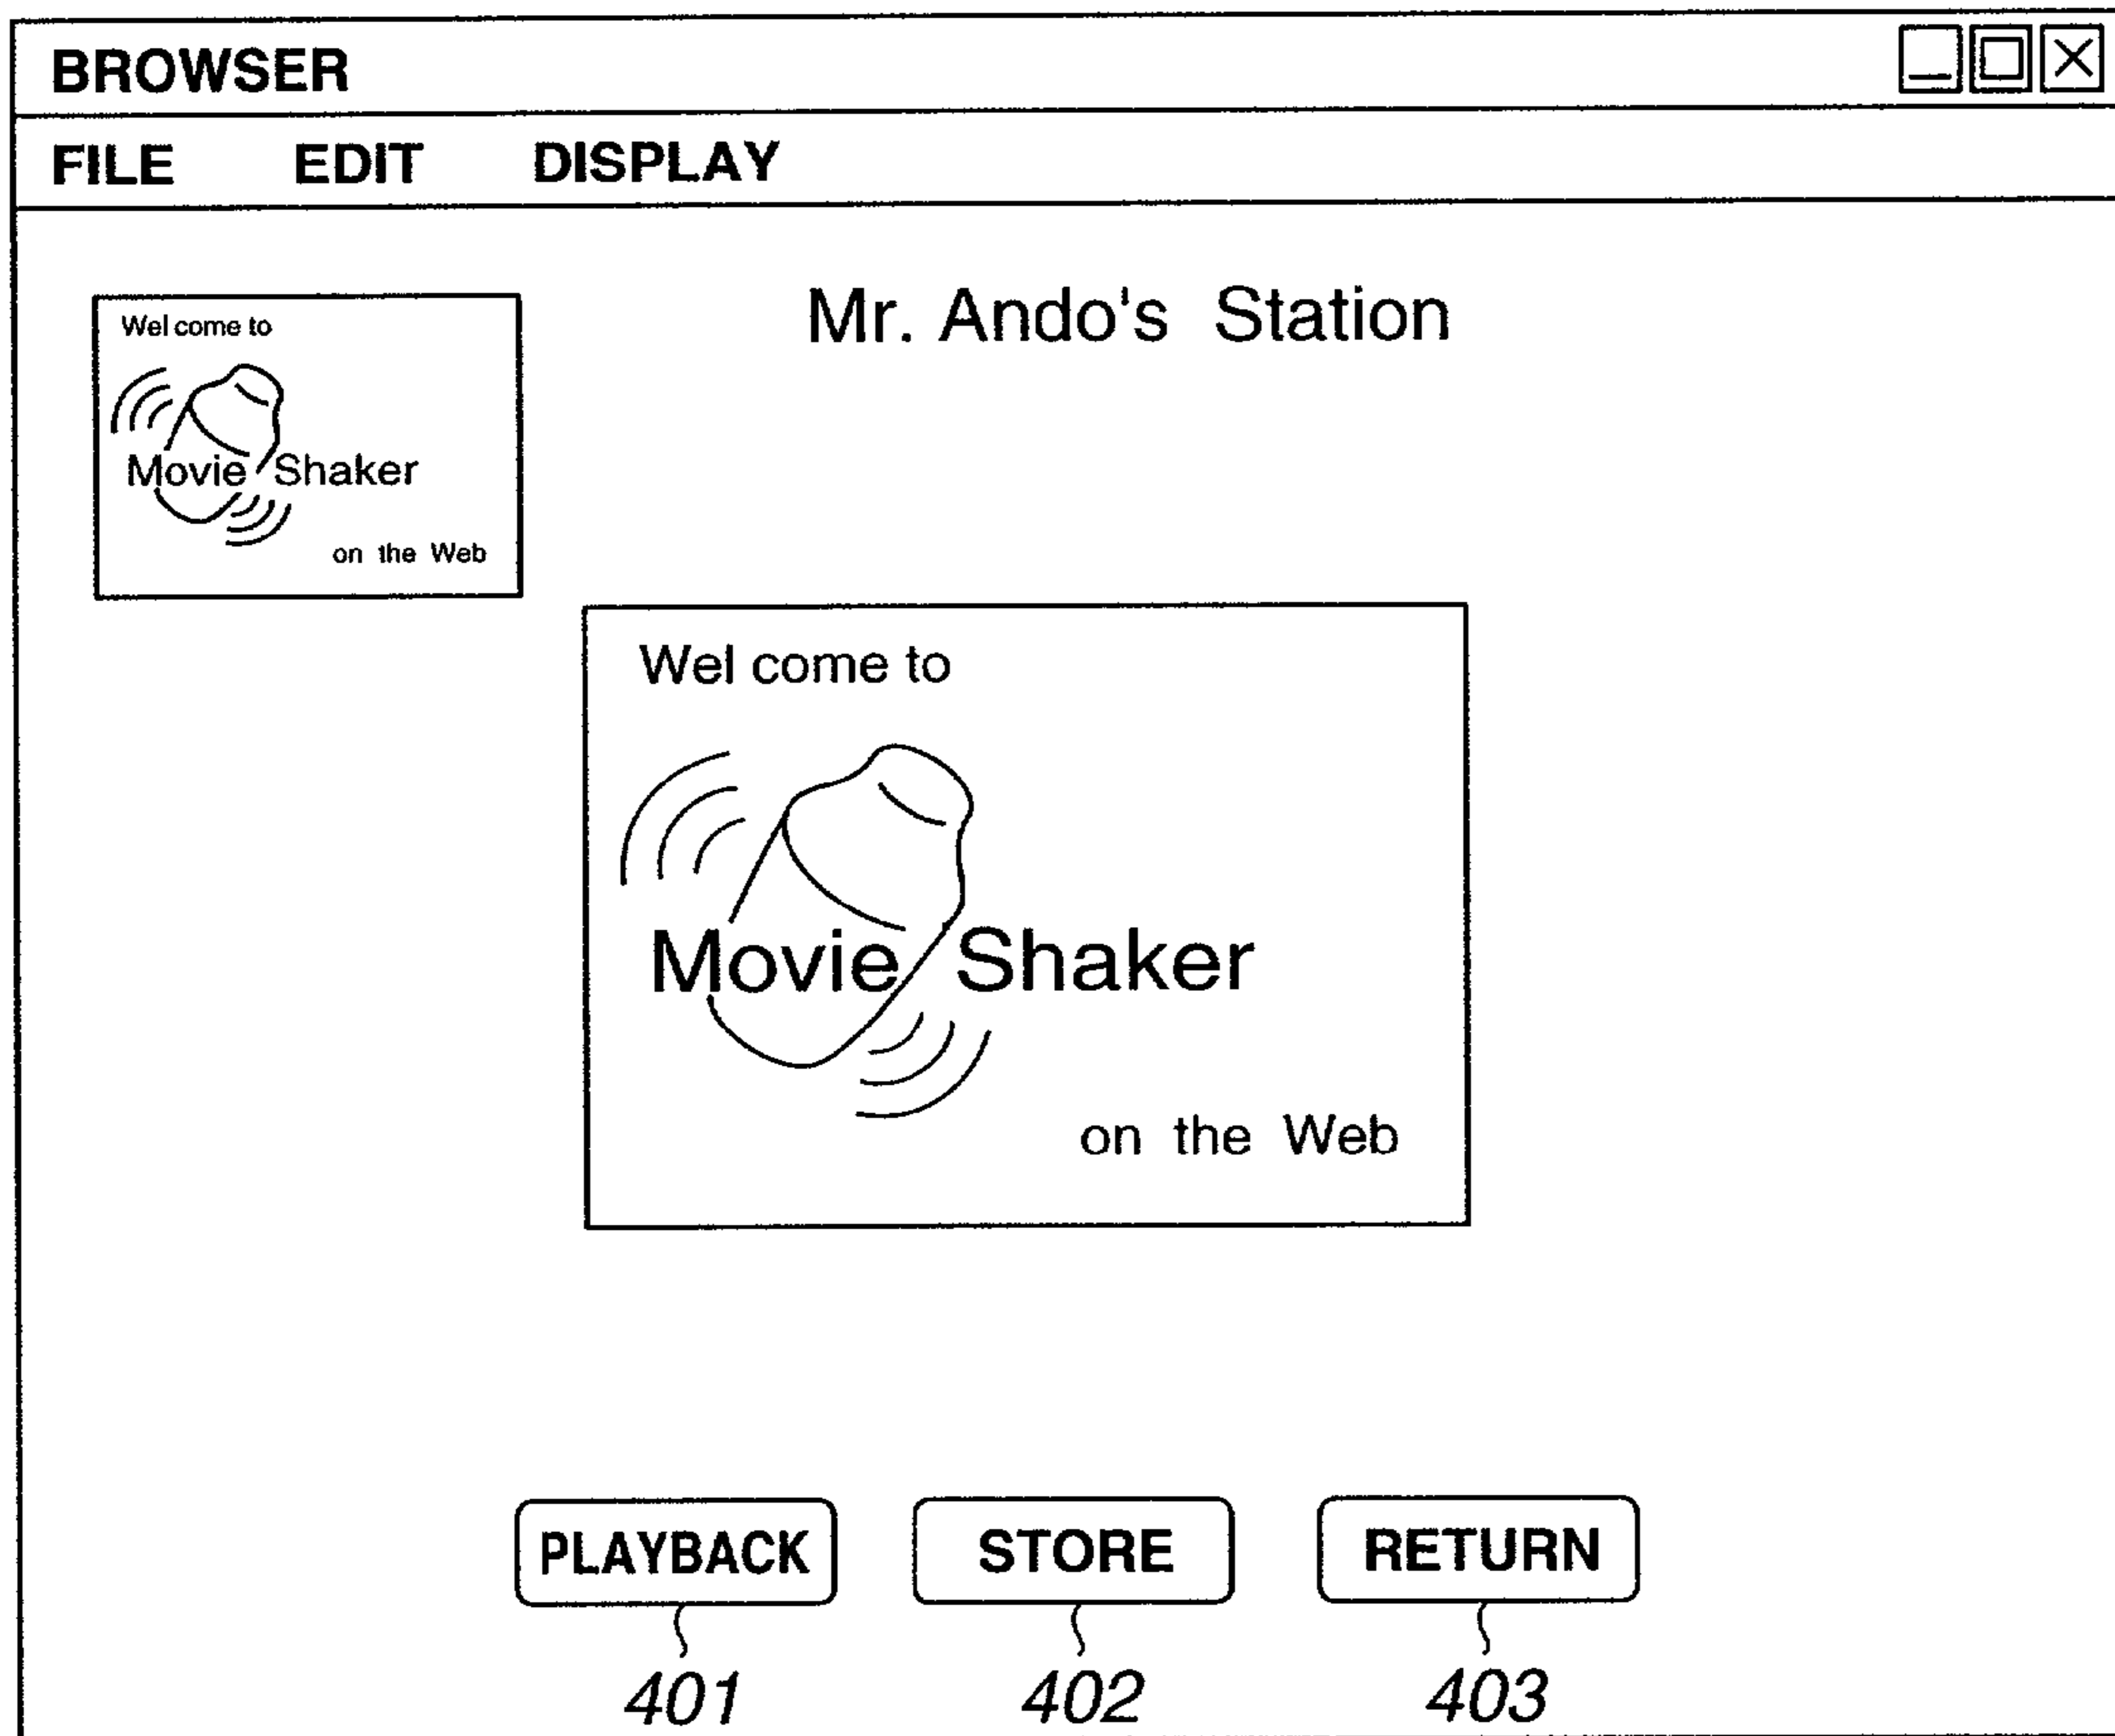 BROWSER
FILE EDIT DISPLAY
Mr. Ando's Station
Wel come to
Movie Shaker
on the Web
Wel come to
Movie Shaker
on the Web
PLAYBACK STORE RETURN
401 402 403